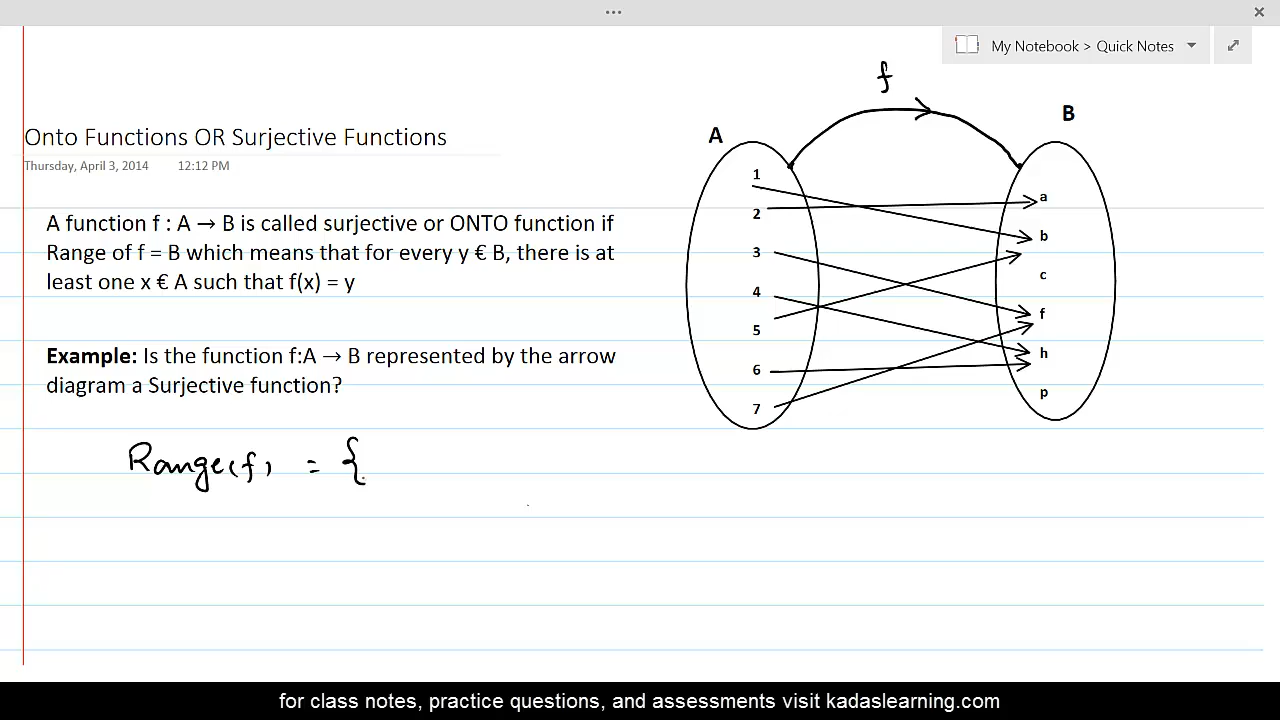 ...
My Notebook > Quick Notes
f
B
Onto Functions OR Surjective Functions
A
Thursday, April 3, 2014 12:12 PM
A function f : A → B is called surjective or ONTO function if
Range of f = B which means that for every y € B, there is at
least one x € A such that f(x) = y
Example: Is the function f:A → B represented by the arrow
diagram a Surjective function?
1
2
3
4
5
6
7
a
b
c
f
h
p
Range(f) = {
for class notes, practice questions, and assessments visit kadaslearning.com